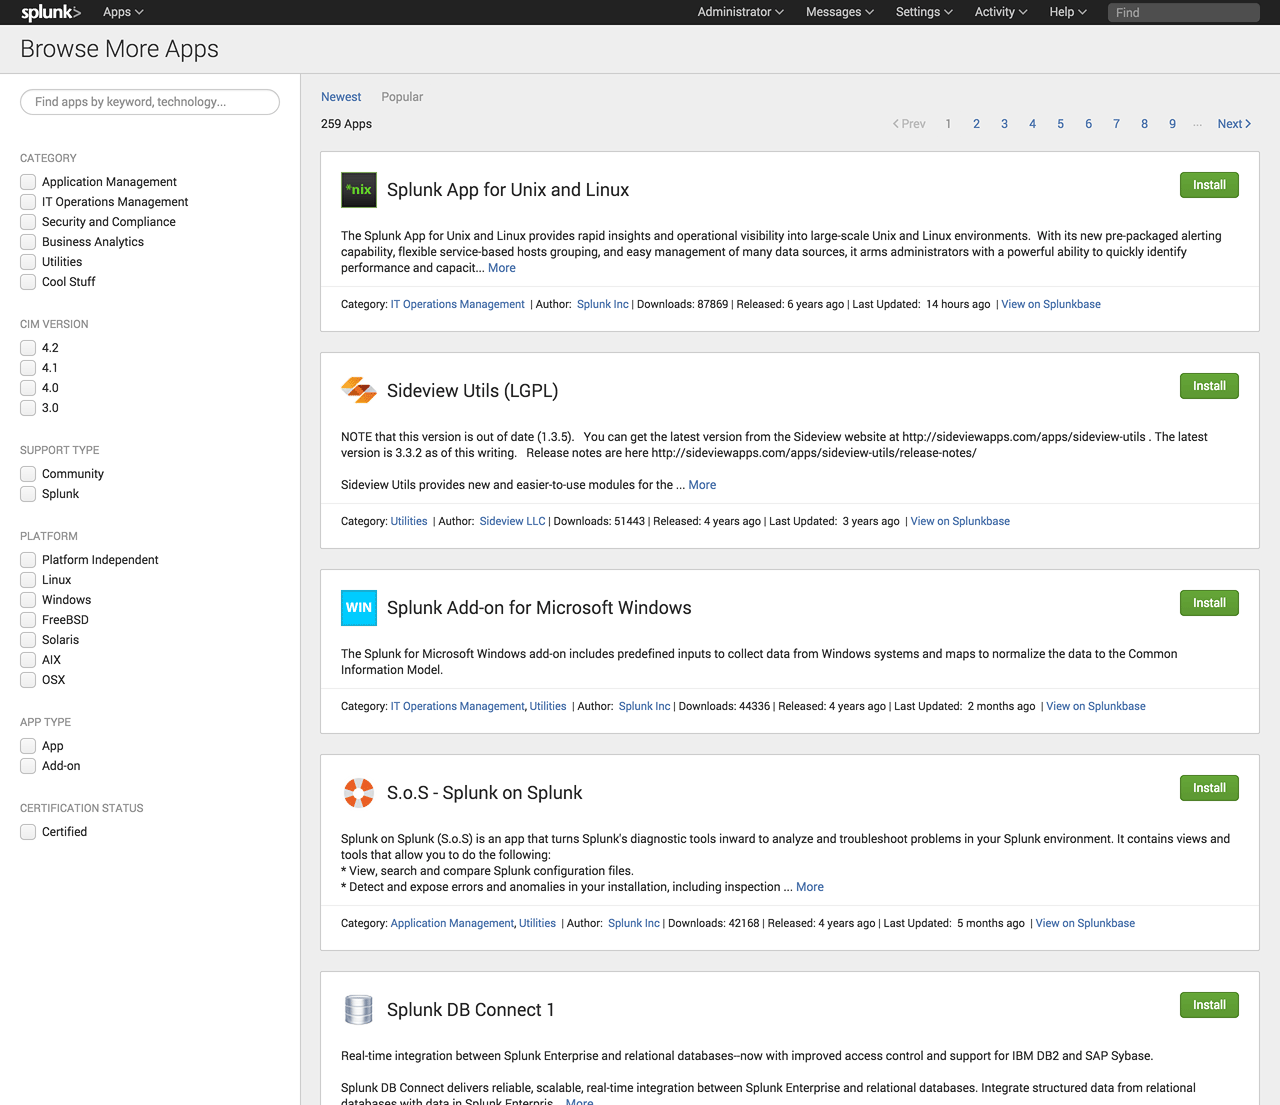 splunk> Apps Administrator Messages Settings Activity Help Find
Browse More Apps
Find apps by keyword, technology...
CATEGORY
Application Management
IT Operations Management
Security and Compliance
Business Analytics
Utilities
Cool Stuff
CIM VERSION
4.2
4.1
4.0
3.0
SUPPORT TYPE
Community
Splunk
PLATFORM
Platform Independent
Linux
Windows
FreeBSD
Solaris
AIX
OSX
APP TYPE
App
Add-on
CERTIFICATION STATUS
Certified
Newest Popular
259 Apps < Prev 1 2 3 4 5 6 7 8 9 ... Next >
*nix Splunk App for Unix and Linux Install
The Splunk App for Unix and Linux provides rapid insights and operational visibility into large-scale Unix and Linux environments. With its new pre-packaged alerting
capability, flexible service-based hosts grouping, and easy management of many data sources, it arms administrators with a powerful ability to quickly identify
performance and capacit... More
Category: IT Operations Management | Author: Splunk Inc | Downloads: 87869 | Released: 6 years ago | Last Updated: 14 hours ago | View on Splunkbase
Sideview Utils (LGPL) Install
NOTE that this version is out of date (1.3.5). You can get the latest version from the Sideview website at http://sideviewapps.com/apps/sideview-utils . The latest
version is 3.3.2 as of this writing. Release notes are here http://sideviewapps.com/apps/sideview-utils/release-notes/
Sideview Utils provides new and easier-to-use modules for the ... More
Category: Utilities | Author: Sideview LLC | Downloads: 51443 | Released: 4 years ago | Last Updated: 3 years ago | View on Splunkbase
WIN Splunk Add-on for Microsoft Windows Install
The Splunk for Microsoft Windows add-on includes predefined inputs to collect data from Windows systems and maps to normalize the data to the Common
Information Model.
Category: IT Operations Management, Utilities | Author: Splunk Inc | Downloads: 44336 | Released: 4 years ago | Last Updated: 2 months ago | View on Splunkbase
S.o.S - Splunk on Splunk Install
Splunk on Splunk (S.o.S) is an app that turns Splunk's diagnostic tools inward to analyze and troubleshoot problems in your Splunk environment. It contains views and
tools that allow you to do the following:
* View, search and compare Splunk configuration files.
* Detect and expose errors and anomalies in your installation, including inspection ... More
Category: Application Management, Utilities | Author: Splunk Inc | Downloads: 42168 | Released: 4 years ago | Last Updated: 5 months ago | View on Splunkbase
Splunk DB Connect 1 Install
Real-time integration between Splunk Enterprise and relational databases--now with improved access control and support for IBM DB2 and SAP Sybase.
Splunk DB Connect delivers reliable, scalable, real-time integration between Splunk Enterprise and relational databases. Integrate structured data from relational
databases with data in Splunk Enterpris... More